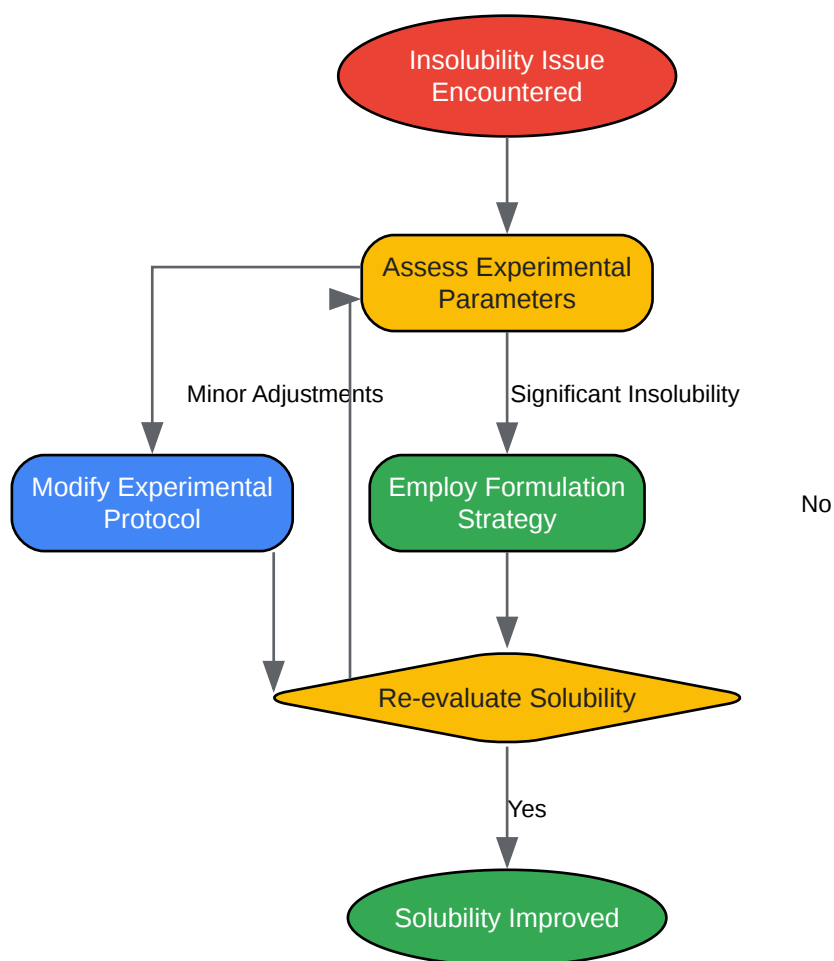 Insolubility Issue
Encountered
Assess Experimental
Parameters
Minor Adjustments
Significant Insolubility
Modify Experimental
Protocol
Employ Formulation
Strategy
No
Re-evaluate Solubility
Yes
Solubility Improved